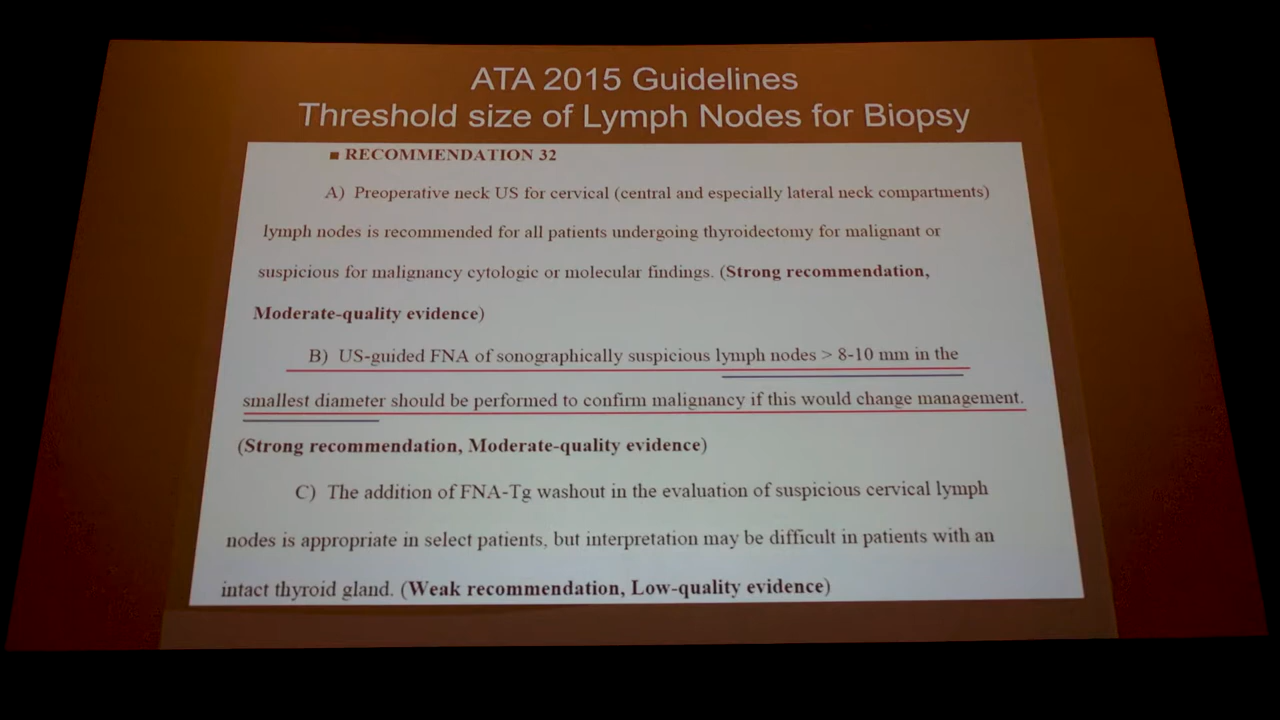 ATA 2015 Guidelines
Threshold size of Lymph Nodes for Biopsy
■ RECOMMENDATION 32
A) Preoperative neck US for cervical (central and especially lateral neck compartments)
lymph nodes is recommended for all patients undergoing thyroidectomy for malignant or
suspicious for malignancy cytologic or molecular findings. (Strong recommendation,
Moderate-quality evidence)
B) US-guided FNA of sonographically suspicious lymph nodes > 8-10 mm in the
smallest diameter should be performed to confirm malignancy if this would change management.
(Strong recommendation, Moderate-quality evidence)
C) The addition of FNA-Tg washout in the evaluation of suspicious cervical lymph
nodes is appropriate in select patients, but interpretation may be difficult in patients with an
intact thyroid gland. (Weak recommendation, Low-quality evidence)